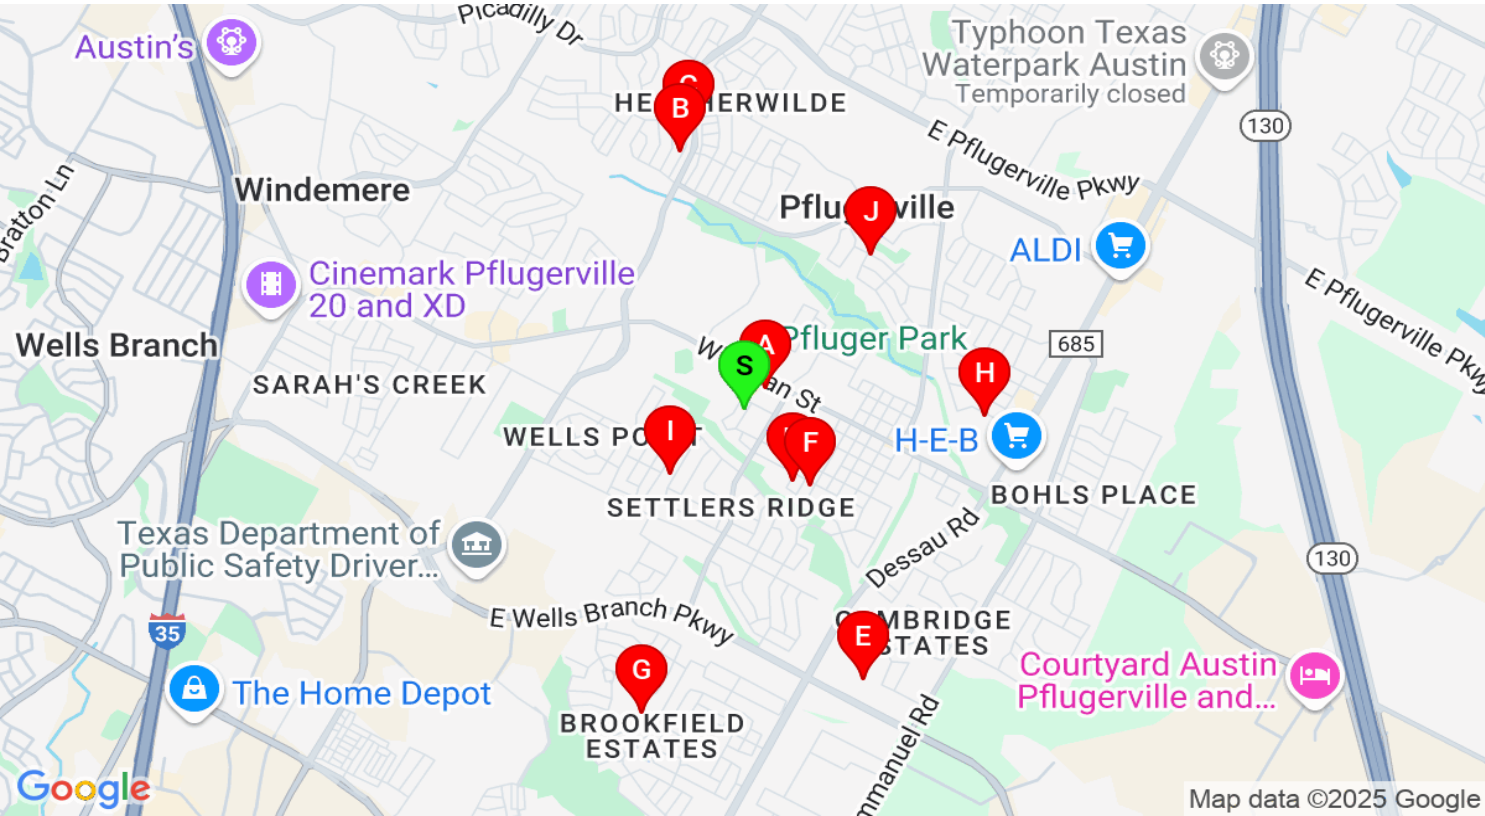 Picadilly Dr
Austin's
Typhoon Texas
Waterpark Austin
Temporarily closed
C
B
130
E Pflugerville Pkwy
Bratton Ln
Windemere
J
ALDI
Cinemark Pflugerville
20 and XD
E Pflugerville Pkwy
Wells Branch
A
Pfluger Park
685
S
H
SARAH'S CREEK
I
F
H-E-B
SETTLERS RIDGE
BOHLS PLACE
Texas Department of
Public Safety Driver...
Dessau Rd
130
E Wells Branch Pkwy
35
E
G
The Home Depot
Courtyard Austin
Pflugerville and...
BROOKFIELD
ESTATES
Google
Map data ©2025 Google